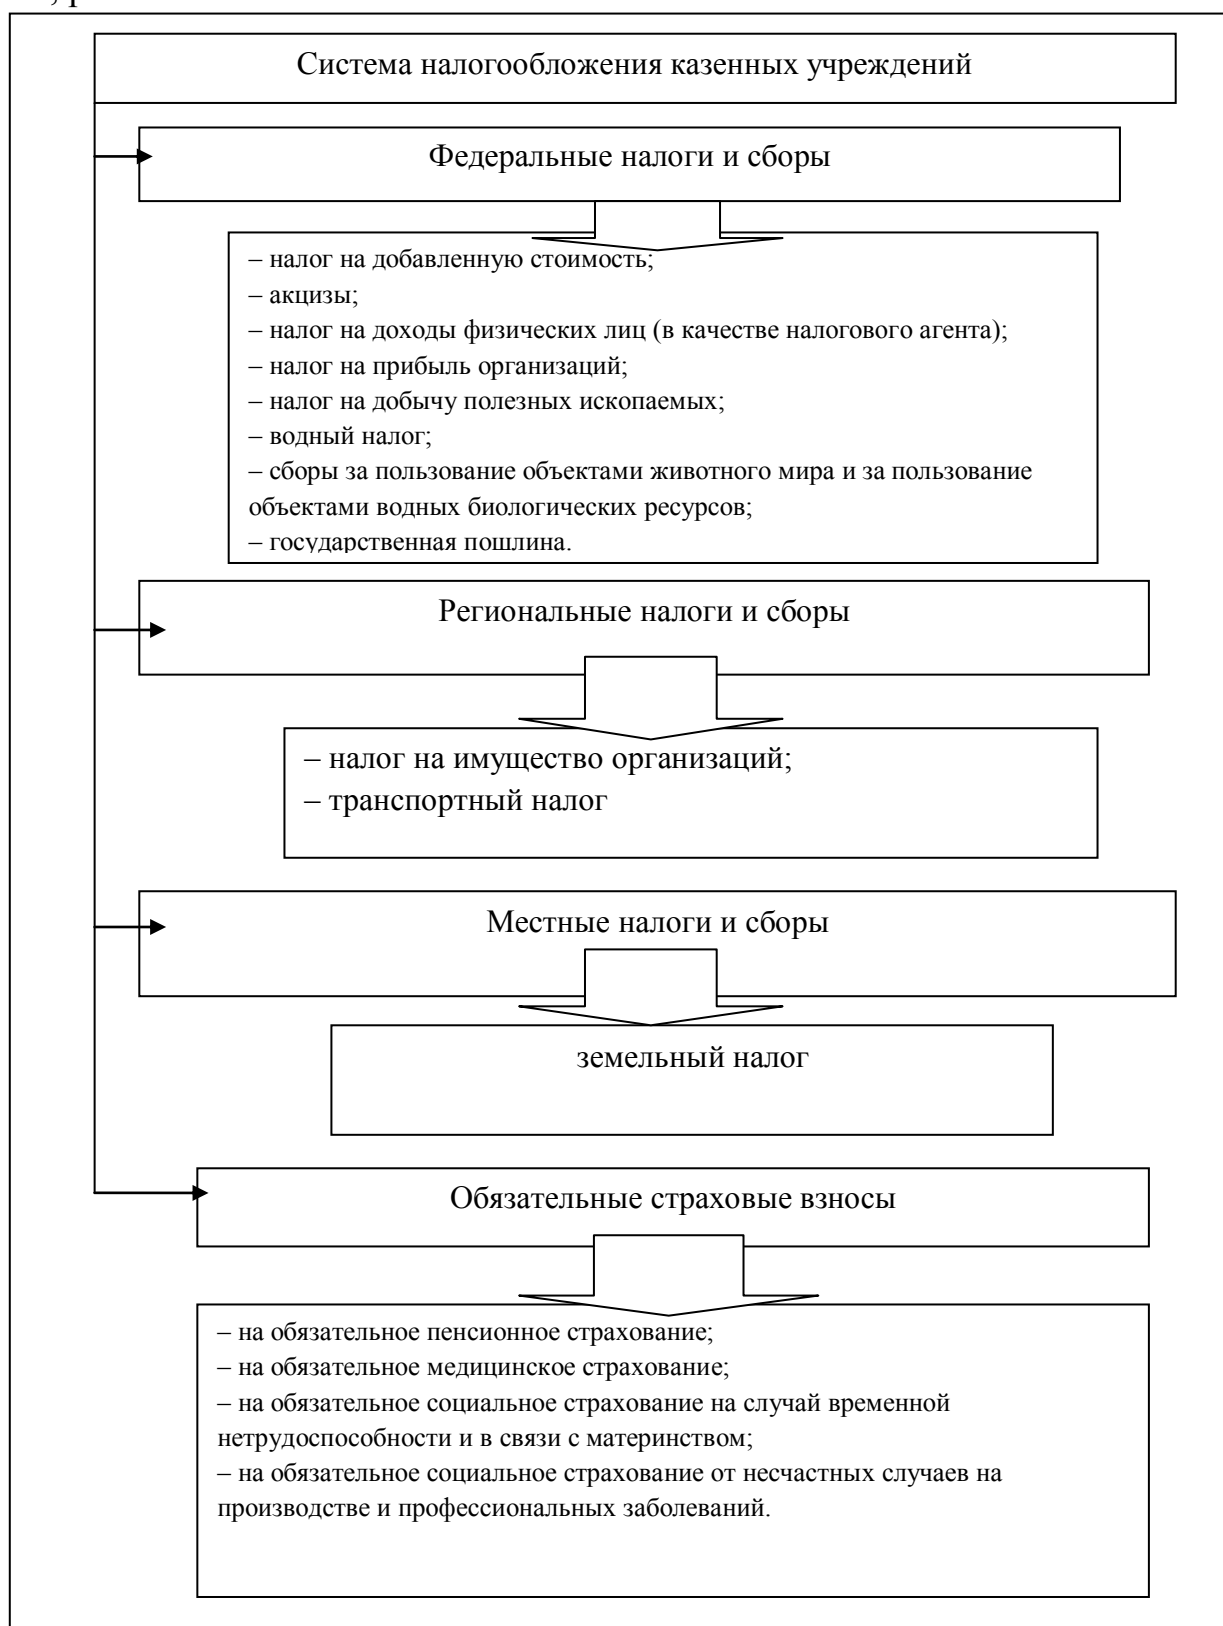 Система налогообложения казенных учреждений
Федеральные налоги и сборы
– налог на добавленную стоимость;
– акцизы;
– налог на доходы физических лиц (в качестве налогового агента);
– налог на прибыль организаций;
– налог на добычу полезных ископаемых;
– водный налог;
– сборы за пользование объектами животного мира и за пользование
объектами водных биологических ресурсов;
– государственная пошлина.
Региональные налоги и сборы
– налог на имущество организаций;
– транспортный налог
Местные налоги и сборы
земельный налог
Обязательные страховые взносы
– на обязательное пенсионное страхование;
– на обязательное медицинское страхование;
– на обязательное социальное страхование на случай временной
нетрудоспособности и в связи с материнством;
– на обязательное социальное страхование от несчастных случаев на
производстве и профессиональных заболеваний.